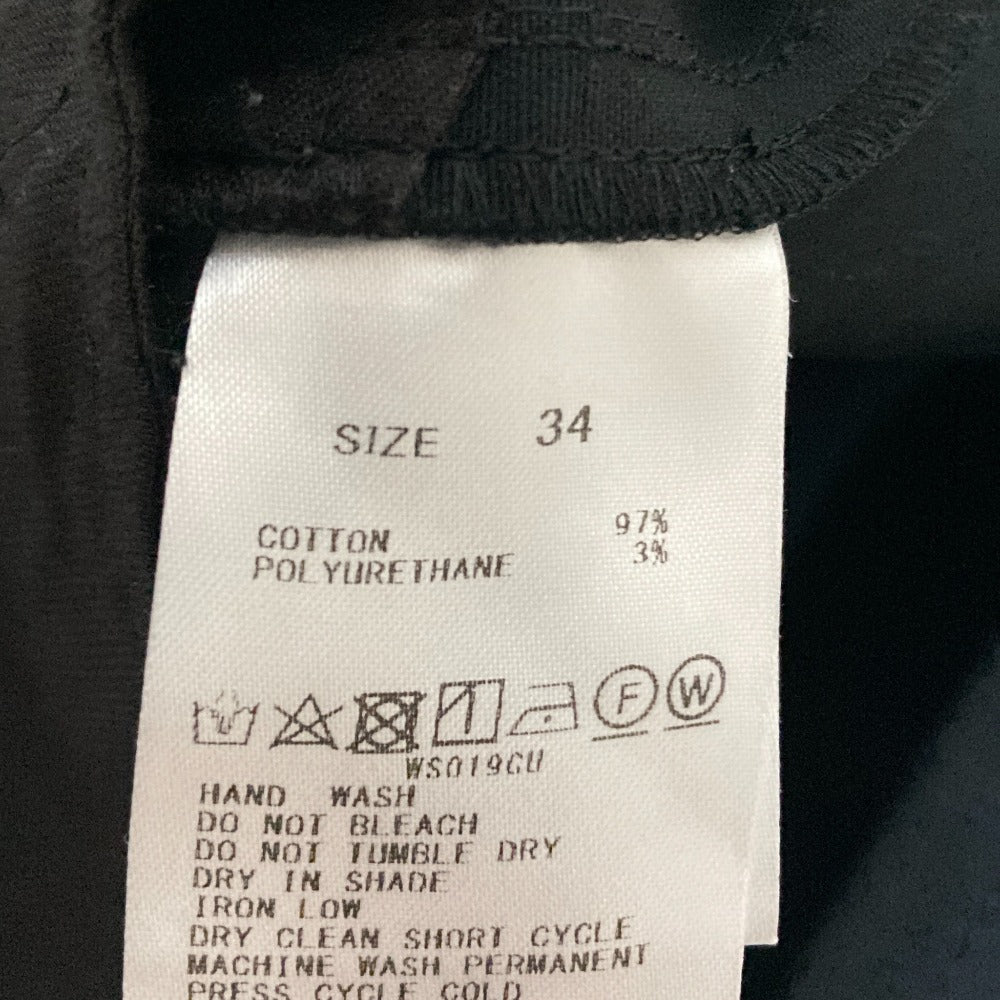 SIZE 34
COTTON 97%
POLYURETHANE 3%
F W
WS019CU
HAND WASH
DO NOT BLEACH
DO NOT TUMBLE DRY
DRY IN SHADE
IRON LOW
DRY CLEAN SHORT CYCLE
MACHINE WASH PERMANENT
PRESS CYCLE COLD